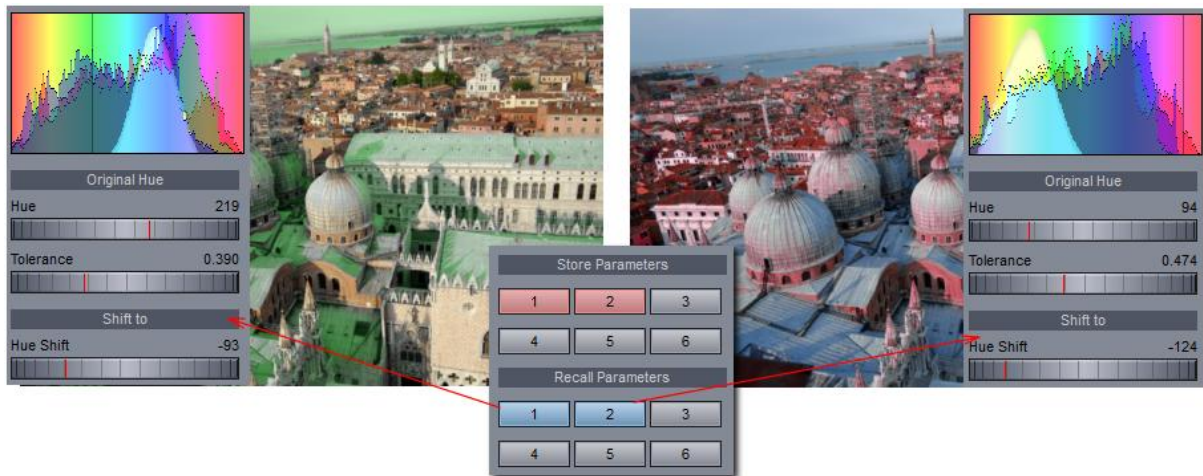 Original Hue
Hue 219
Tolerance 0.390
Shift to
Hue Shift -93
Store Parameters
1 2 3
4 5 6
Recall Parameters
1 2 3
4 5 6
Original Hue
Hue 94
Tolerance 0.474
Shift to
Hue Shift -124